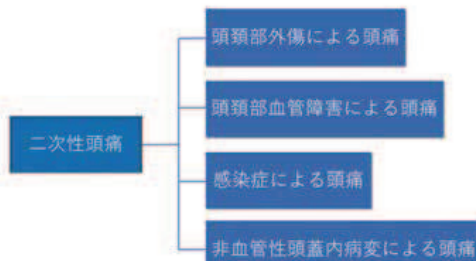 頭頚部外傷による頭痛
頭頚部血管障害による頭痛
二次性頭痛
感染症による頭痛
非血管性頭蓋内病変による頭痛